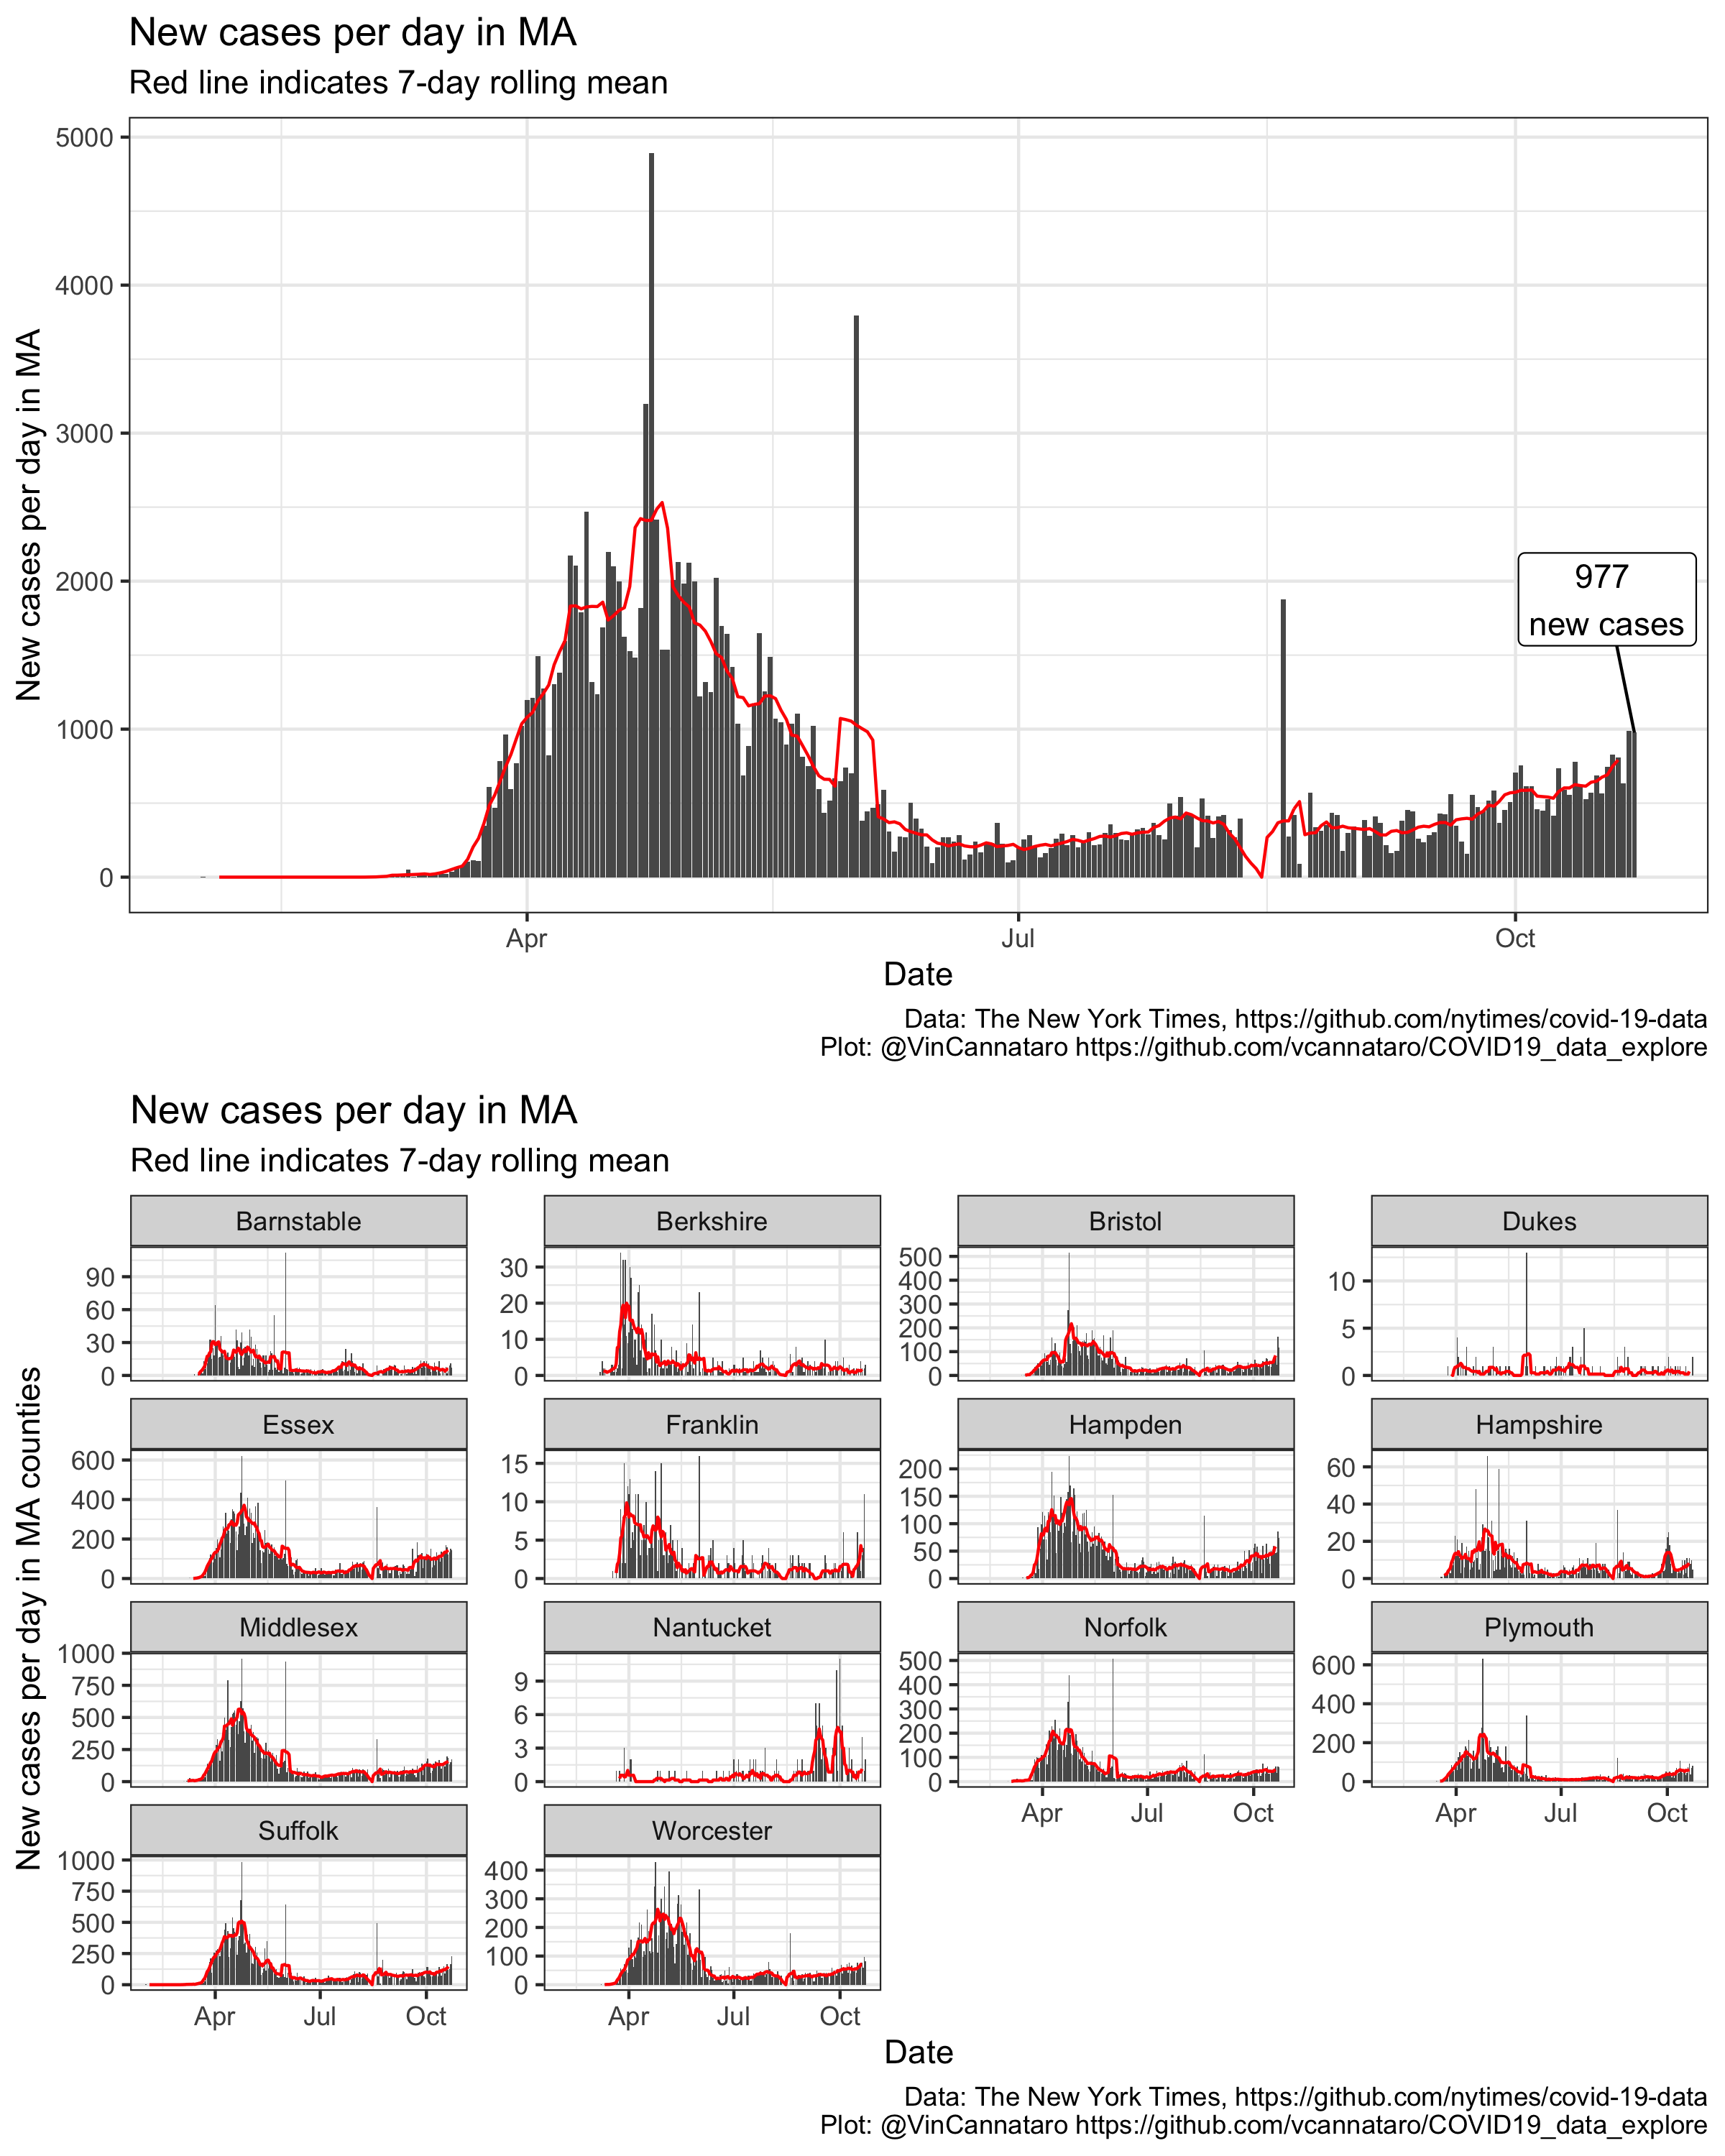 New cases per day in MA
Red line indicates 7-day rolling mean
New cases per day in MA
5000
4000
3000
2000
1000
0
977
new cases
Apr
Jul
Oct
Date
Data: The New York Times, https://github.com/nytimes/covid-19-data
Plot: @VinCannataro https://github.com/vcannataro/COVID19_data_explore
New cases per day in MA
Red line indicates 7-day rolling mean
New cases per day in MA counties
Barnstable
90
60
30
0
Berkshire
30
20
10
0
Bristol
500
400
300
200
100
0
Dukes
10
5
0
Essex
600
400
200
0
Franklin
15
10
5
0
Hampden
200
150
100
50
0
Hampshire
60
40
20
0
Middlesex
1000
750
500
250
0
Nantucket
9
6
3
0
Norfolk
500
400
300
200
100
0
Apr
Jul
Oct
Plymouth
600
400
200
0
Apr
Jul
Oct
Suffolk
1000
750
500
250
0
Apr
Jul
Oct
Worcester
400
300
200
100
0
Apr
Jul
Oct
Date
Data: The New York Times, https://github.com/nytimes/covid-19-data
Plot: @VinCannataro https://github.com/vcannataro/COVID19_data_explore